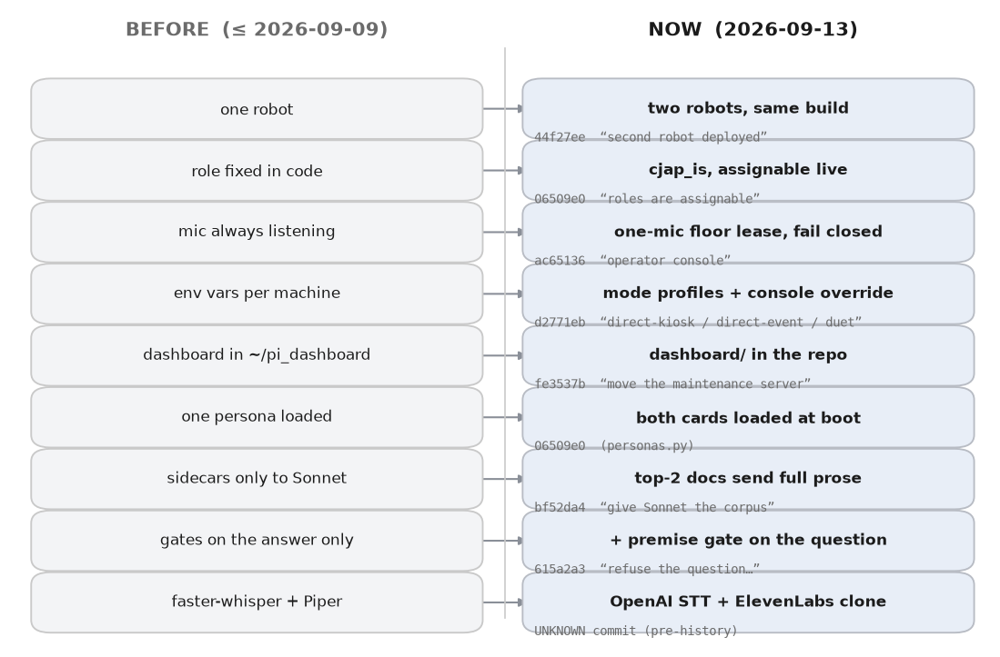 BEFORE (≤ 2026-09-09)
NOW (2026-09-13)
one robot
two robots, same build
44f27ee “second robot deployed”
role fixed in code
cjap_is, assignable live
06509e0 “roles are assignable”
mic always listening
one-mic floor lease, fail closed
ac65136 “operator console”
env vars per machine
mode profiles + console override
d2771eb “direct-kiosk / direct-event / duet”
dashboard in ~/pi_dashboard
dashboard/ in the repo
fe3537b “move the maintenance server”
one persona loaded
both cards loaded at boot
06509e0 (personas.py)
sidecars only to Sonnet
top-2 docs send full prose
bf52da4 “give Sonnet the corpus”
gates on the answer only
+ premise gate on the question
615a2a3 “refuse the question…”
faster-whisper + Piper
OpenAI STT + ElevenLabs clone
UNKNOWN commit (pre-history)